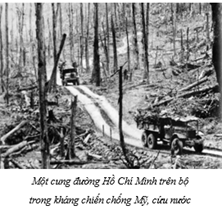 Một cung đường Hồ Chí Minh trên bộ
trong kháng chiến chống Mỹ, cứu nước